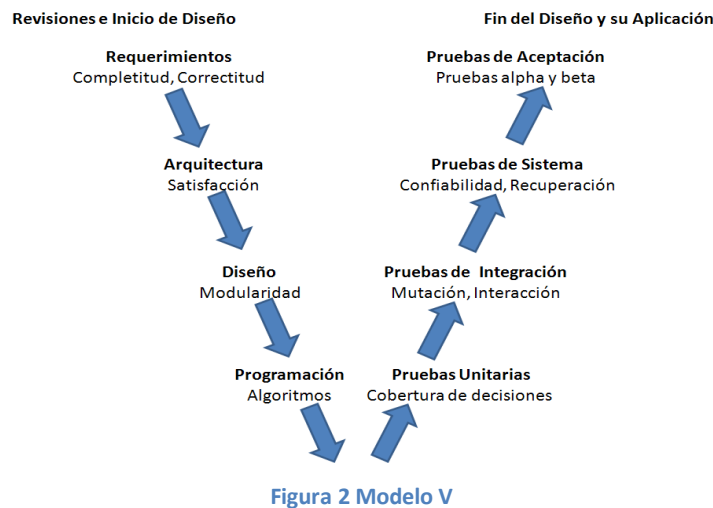 Revisiones e Inicio de Diseño
Fin del Diseño y su Aplicación
Requerimientos
Completitud, Correctitud
Pruebas de Aceptación
Pruebas alpha y beta
Arquitectura
Satisfacción
Pruebas de Sistema
Confiabilidad, Recuperación
Diseño
Modularidad
Pruebas de Integración
Mutación, Interacción
Programación
Algoritmos
Pruebas Unitarias
Cobertura de decisiones
Figura 2 Modelo V